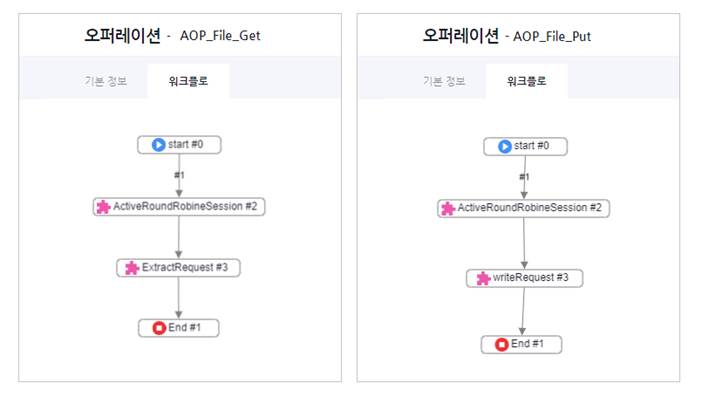 오퍼레이션 - AOP_File_Get
기본 정보 워크플로
start #0
#1
ActiveRoundRobineSession #2
ExtractRequest #3
End #1
오퍼레이션 - AOP_File_Put
기본 정보 워크플로
start #0
#1
ActiveRoundRobineSession #2
writeRequest #3
End #1